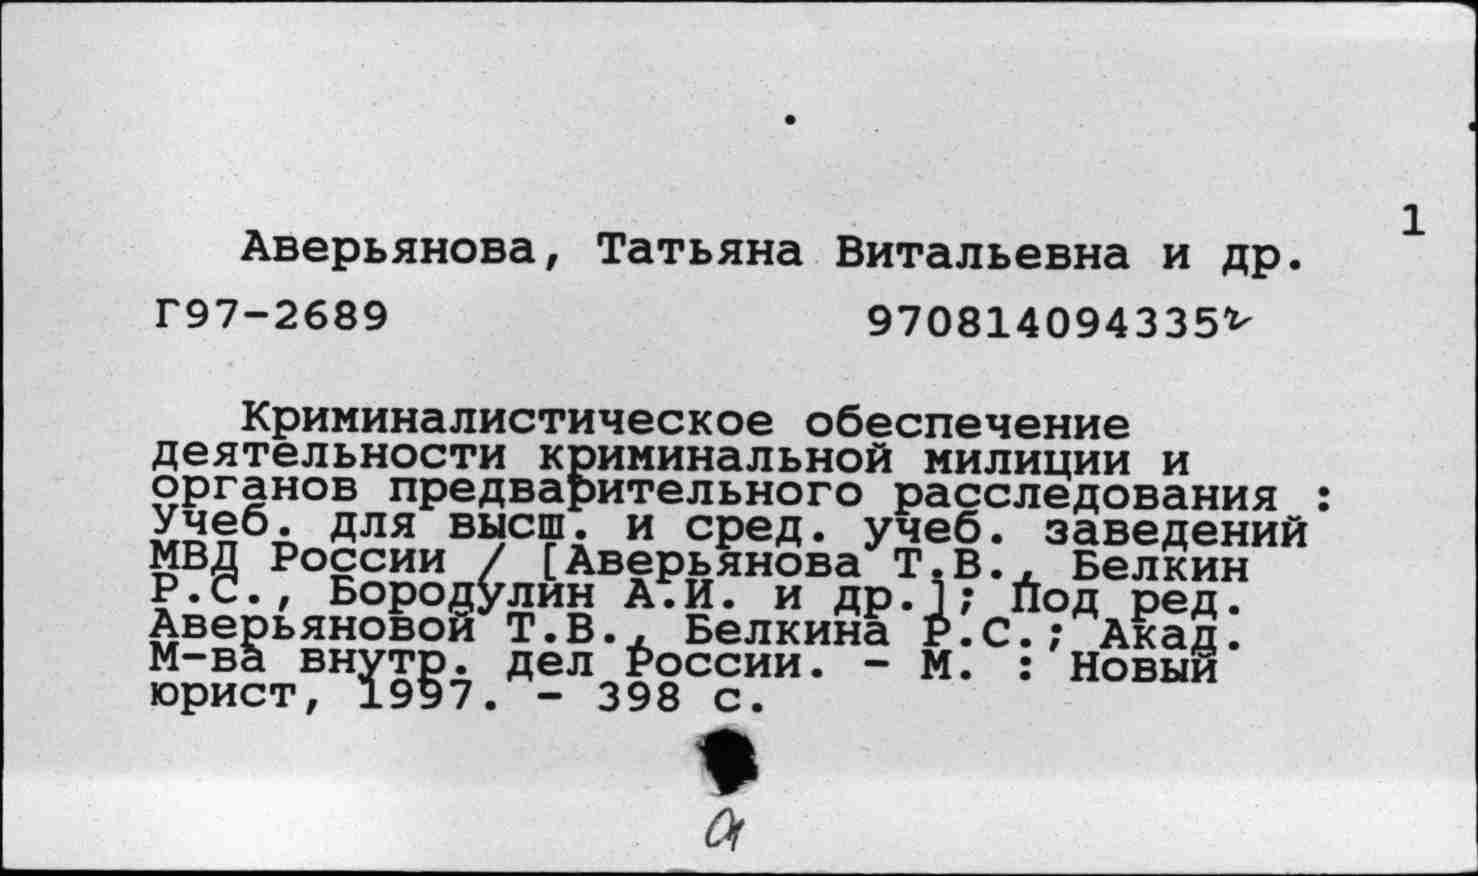 1
Аверьянова, Татьяна Витальевна и др.
Г97-2689 970814094335
Криминалистическое обеспечение
деятельности криминальной милиции и
органов предварительного расследования :
Учеб. для высш. и сред. учеб. заведений
МВД России / [Аверьянова Т.В., Белкин
Р.С., Бородулин А.И. и др.]; Под ред.
Аверьяновой Т.В., Белкина Р.С.; Акад.
М-ва внутр. дел России. - М. : Новый
юрист, 1997. - 398 с.